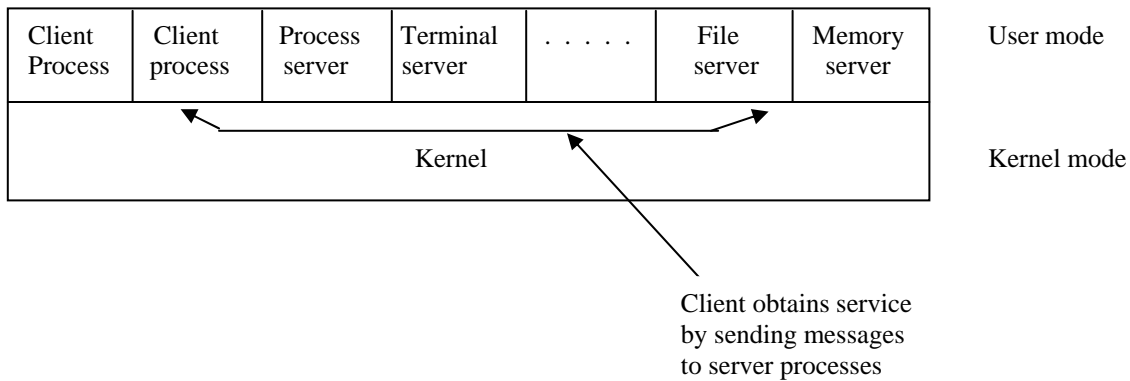 Client Process
Client process
Process server
Terminal server
. . . . .
File server
Memory server
User mode
Kernel
Kernel mode
Client obtains service
by sending messages
to server processes